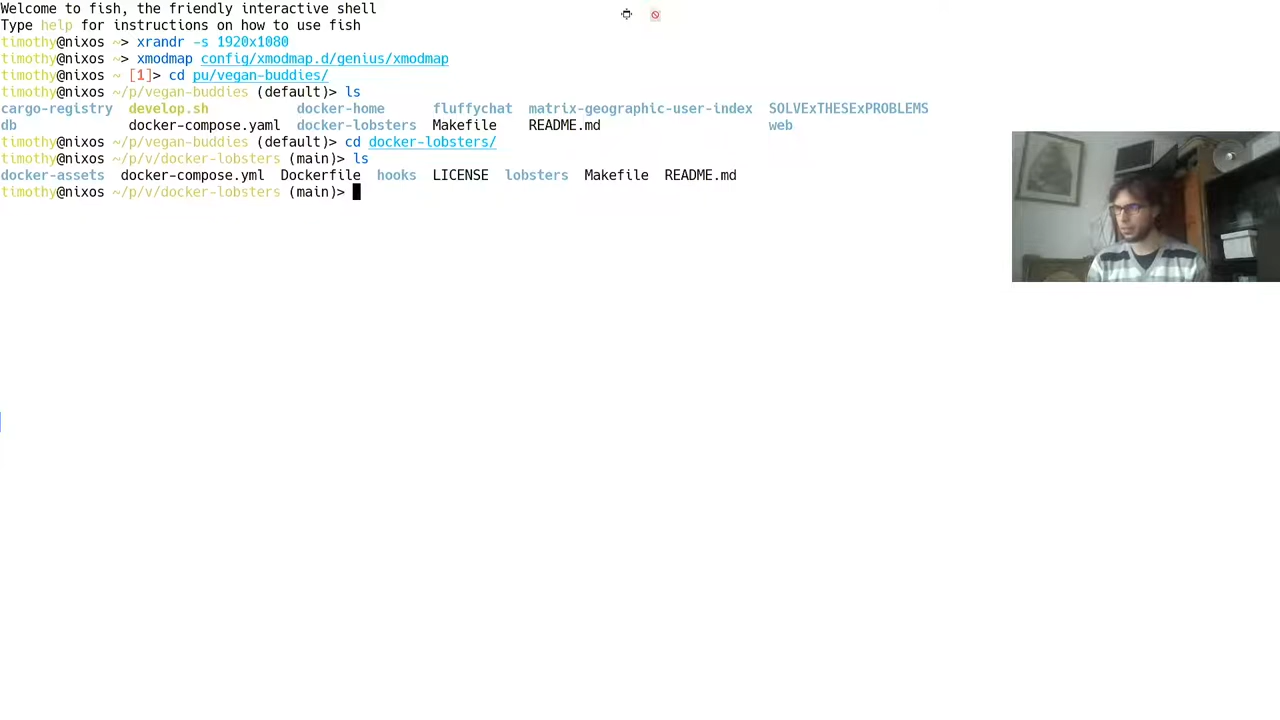 Welcome to fish, the friendly interactive shell
Type help for instructions on how to use fish
timothy@nixos ~> xrandr -s 1920x1080
timothy@nixos ~> xmodmap config/xmodmap.d/genius/xmodmap
timothy@nixos ~ [1]> cd pu/vegan-buddies/
timothy@nixos ~/p/vegan-buddies (default)> ls
cargo-registry  develop.sh           docker-home      fluffychat  matrix-geographic-user-index  SOLVExTHESExPROBLEMS
db              docker-compose.yaml  docker-lobsters  Makefile    README.md                     web
timothy@nixos ~/p/vegan-buddies (default)> cd docker-lobsters/
timothy@nixos ~/p/v/docker-lobsters (main)> ls
docker-assets  docker-compose.yml  Dockerfile  hooks  LICENSE  lobsters  Makefile  README.md
timothy@nixos ~/p/v/docker-lobsters (main)>